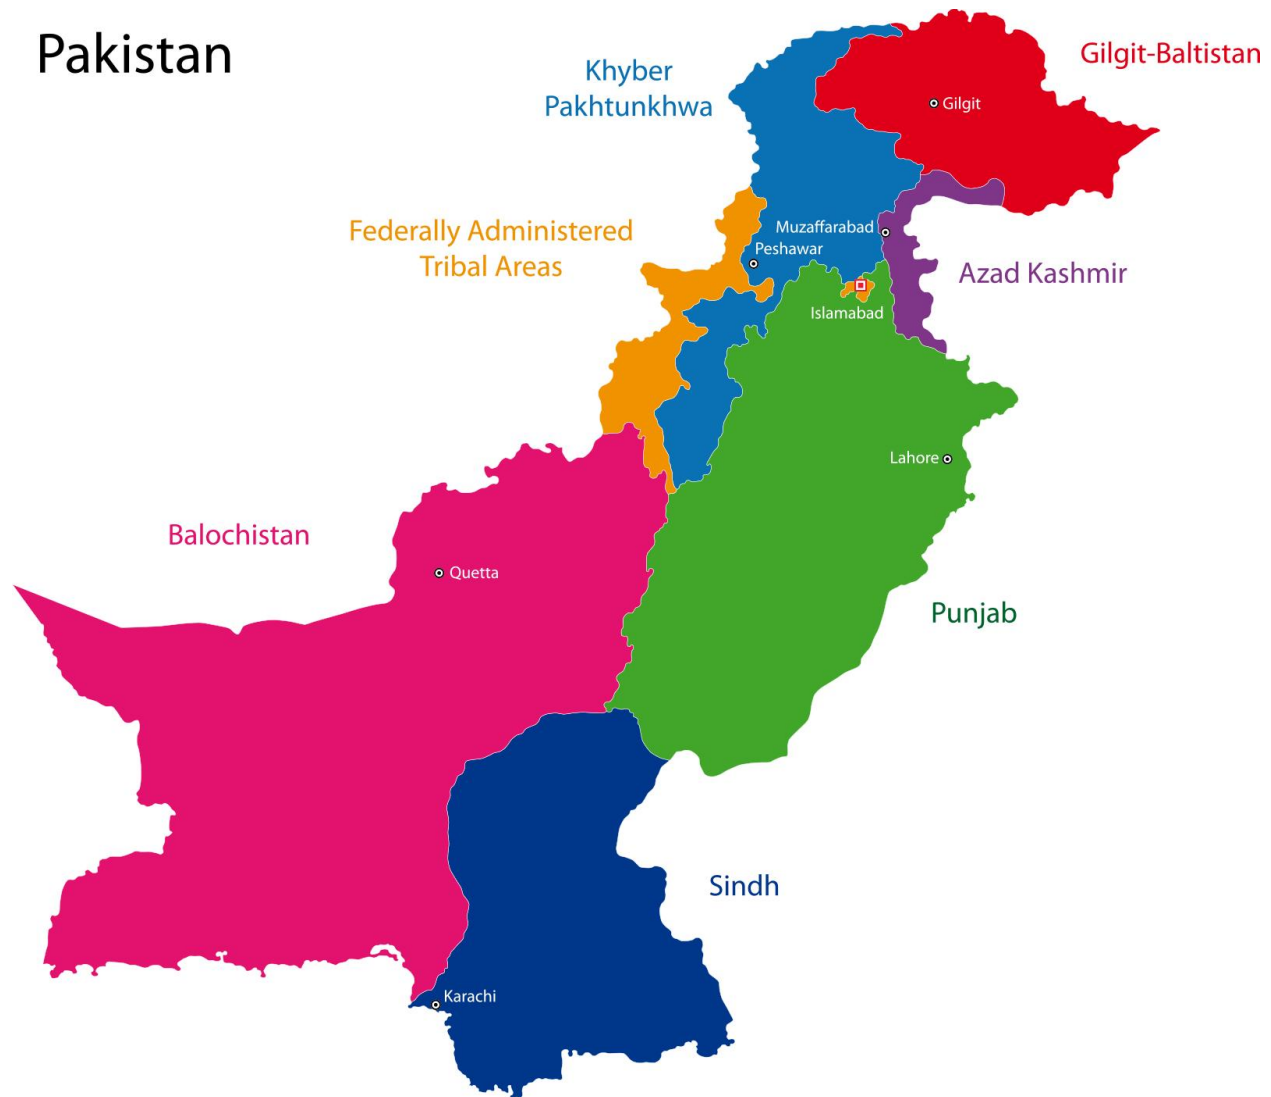 Pakistan
Gilgit-Baltistan
Khyber
Pakhtunkhwa
Gilgit
Federally Administered
Tribal Areas
Muzaffarabad
Peshawar
Azad Kashmir
Islamabad
Lahore
Balochistan
Quetta
Punjab
Sindh
Karachi